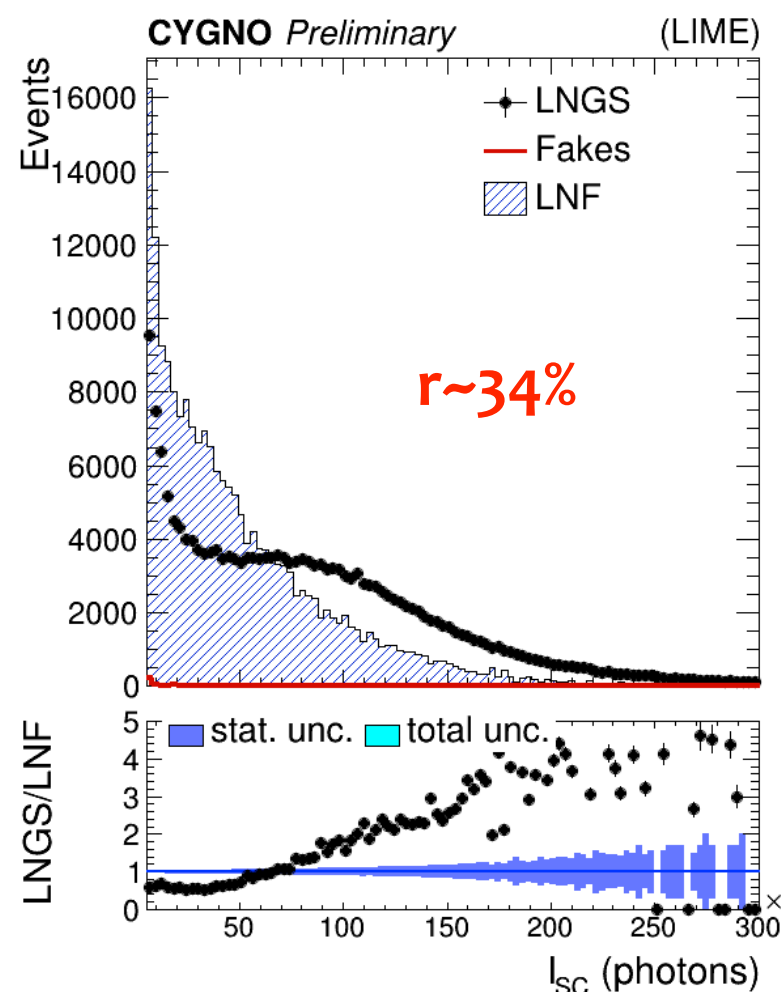 CYGNO Preliminary (LIME)
Events
16000
14000
12000
10000
8000
6000
4000
2000
0
LNGS
Fakes
LNF
r~34%
LNGS/LNF
5
4
3
2
1
0
stat. unc. total unc.
50 100 150 200 250 300
×
I_SC (photons)